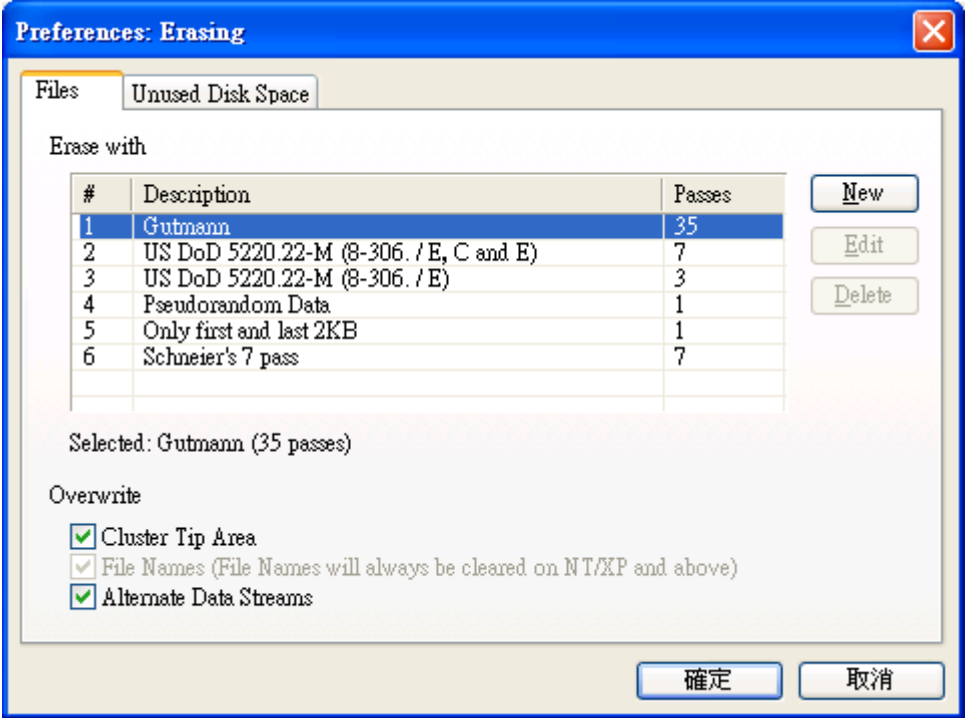 Preferences: Erasing
Files Unused Disk Space
Erase with
# Description Passes
1 Gutmann 35
2 US DoD 5220.22-M (8-306. / E, C and E) 7
3 US DoD 5220.22-M (8-306. / E) 3
4 Pseudorandom Data 1
5 Only first and last 2KB 1
6 Schneier's 7 pass 7
New
Edit
Delete
Selected: Gutmann (35 passes)
Overwrite
Cluster Tip Area
File Names (File Names will always be cleared on NT/XP and above)
Alternate Data Streams
確定 取消